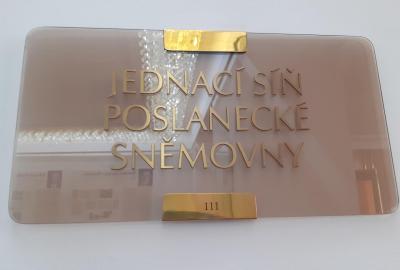 JEDNACÍ SÍŇ
POSLANECKÉ
SNĚMOVNY
111